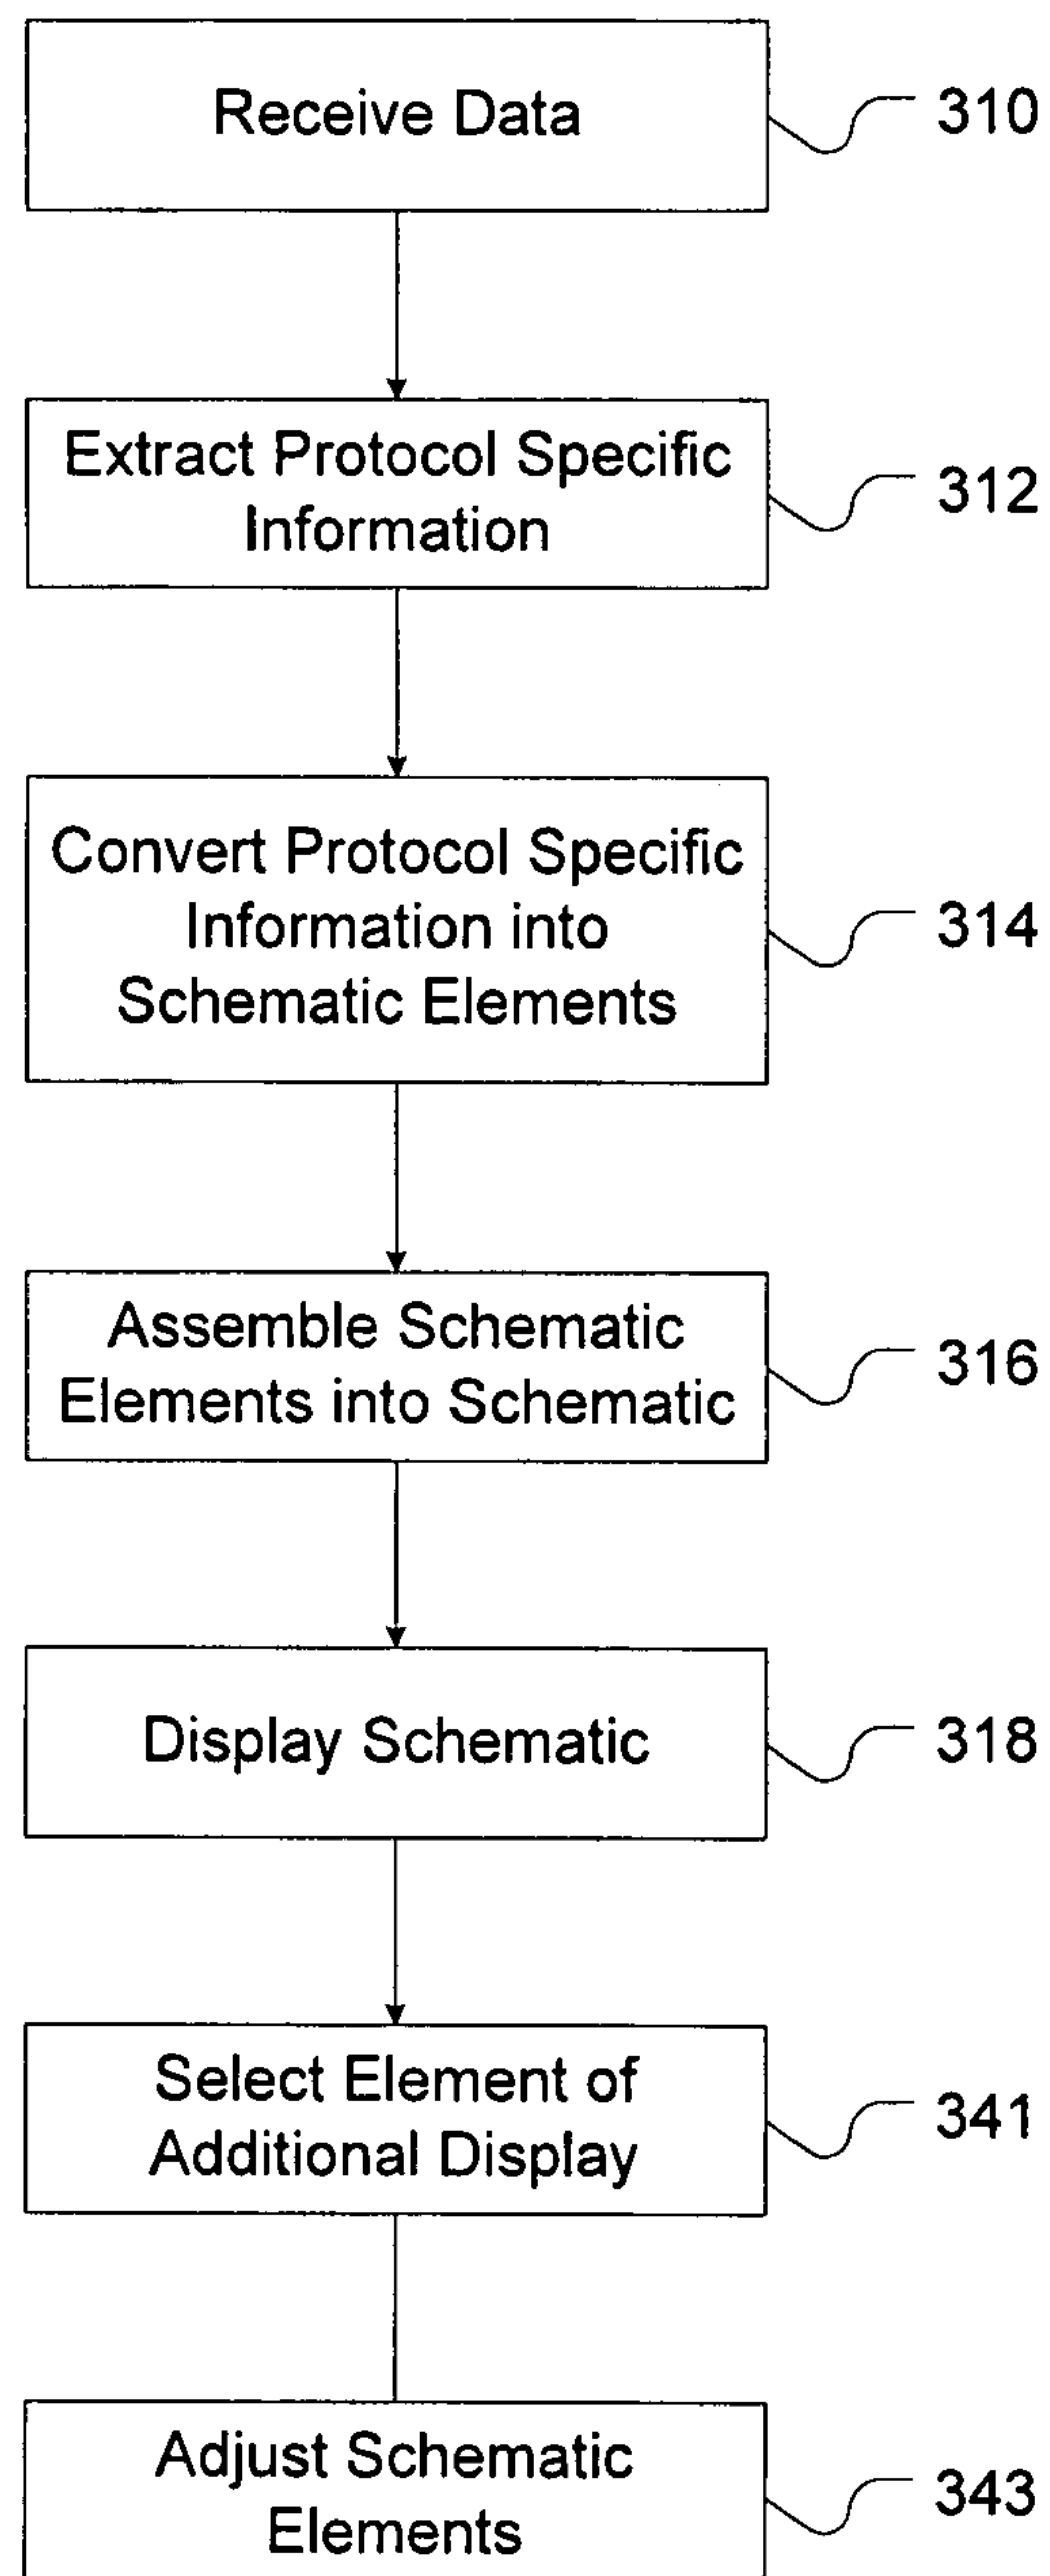 Receive Data
310
Extract Protocol Specific
Information
312
Convert Protocol Specific
Information into
Schematic Elements
314
Assemble Schematic
Elements into Schematic
316
Display Schematic
318
Select Element of
Additional Display
341
Adjust Schematic
Elements
343